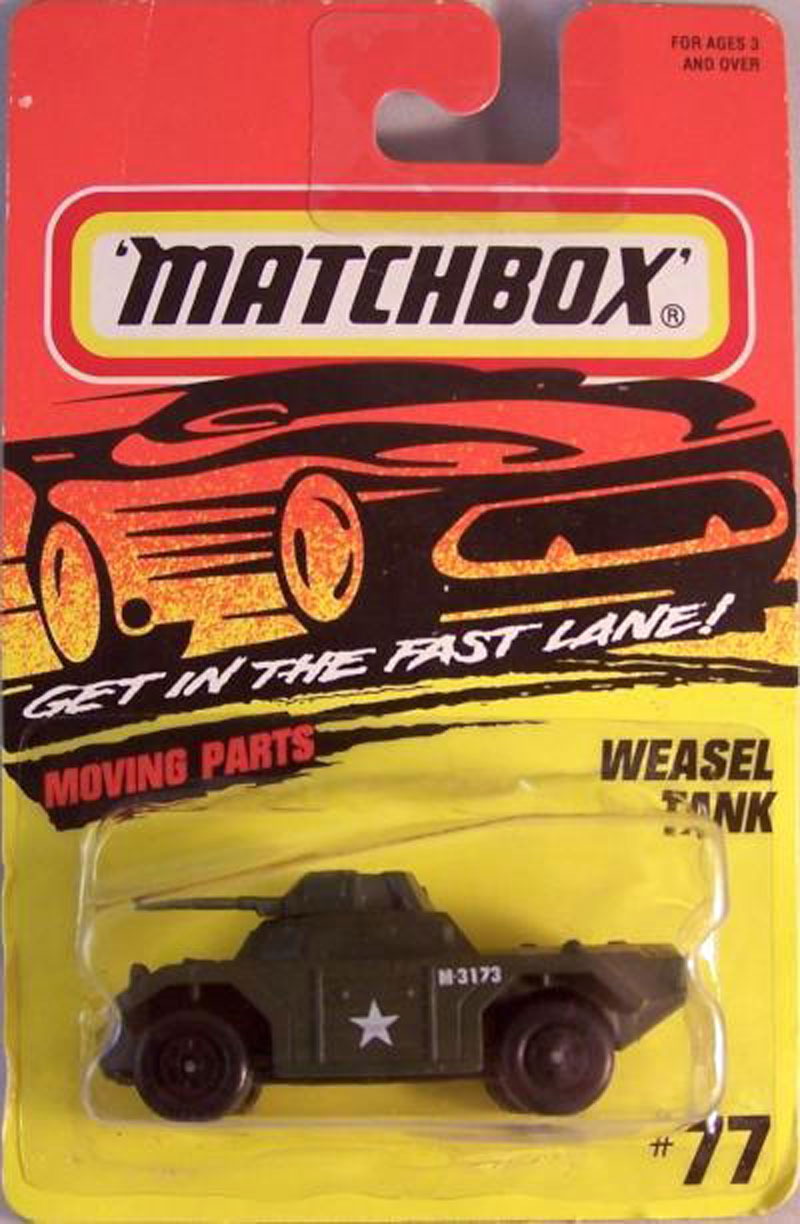 FOR AGES 3
AND OVER
'MATCHBOX'®
GET IN THE FAST LANE!
MOVING PARTS
WEASEL
TANK
M-3173
#77